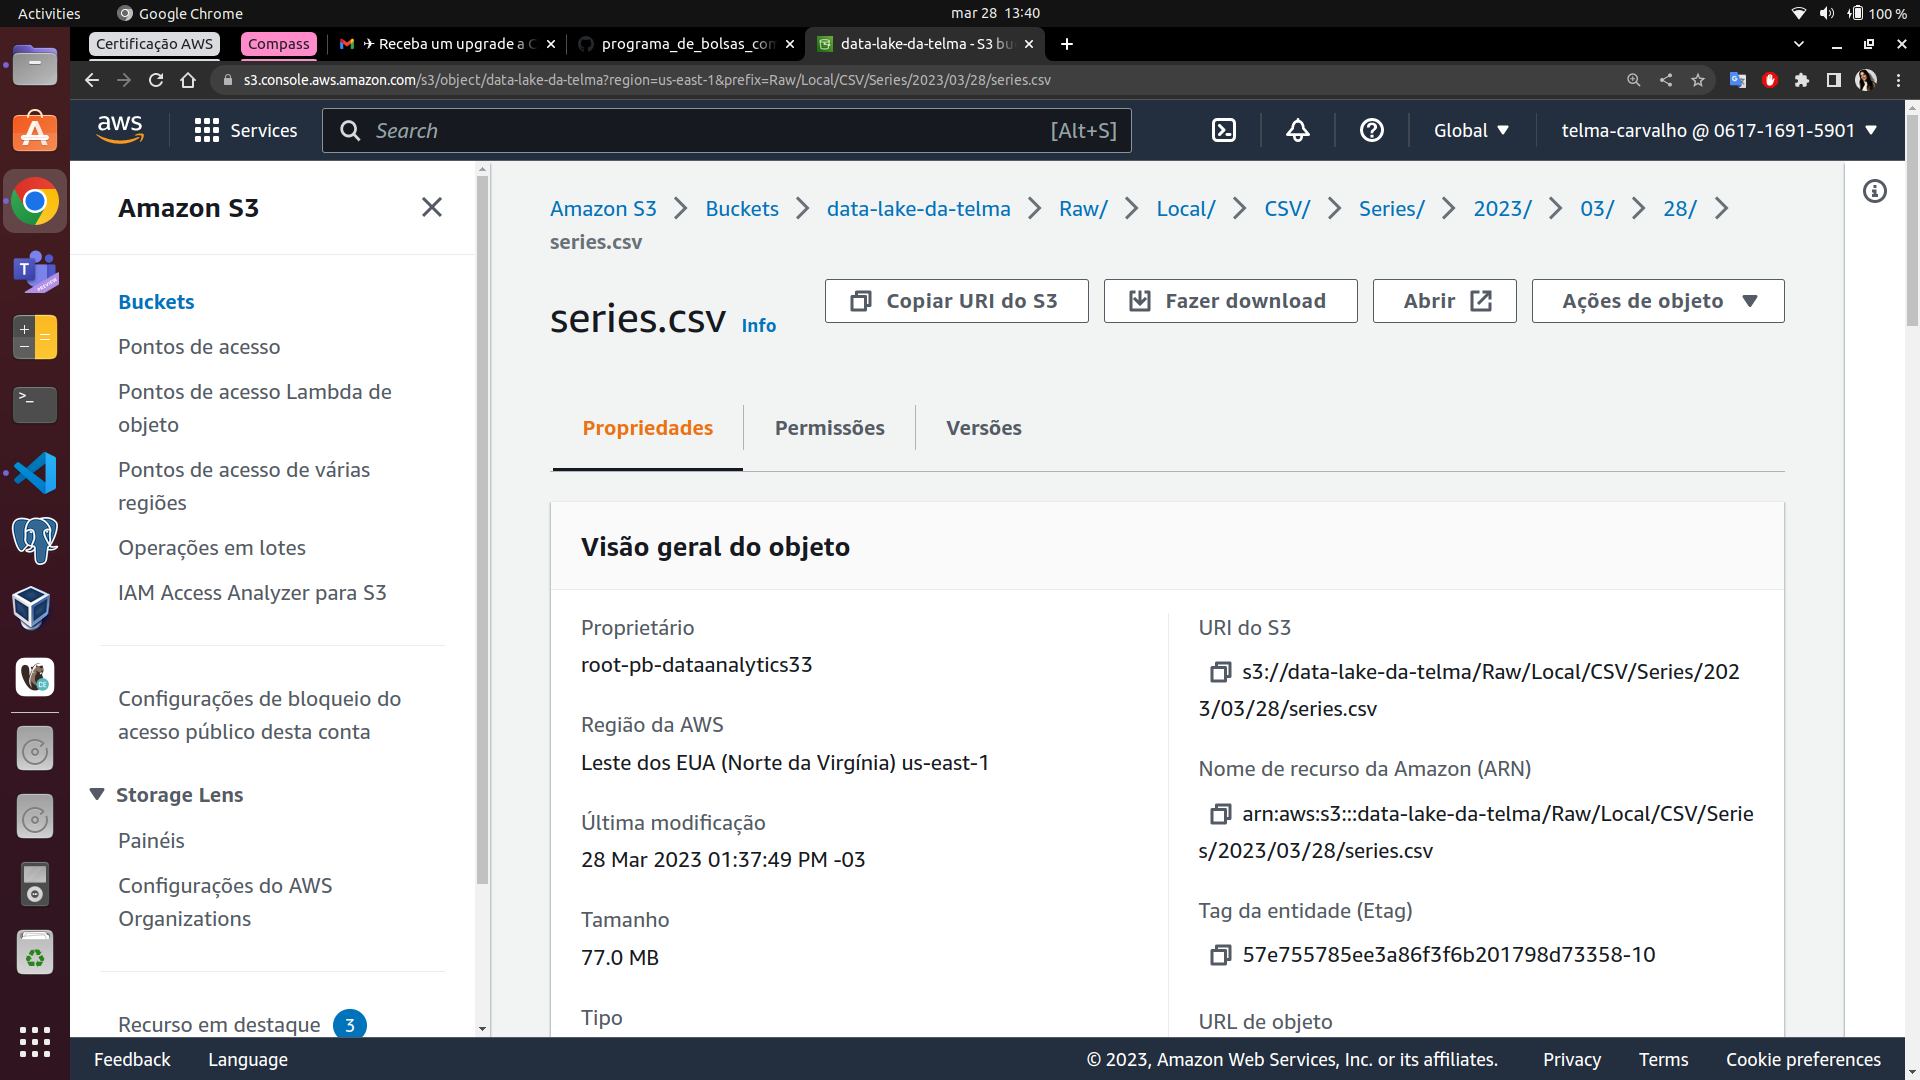 Activities
Google Chrome
mar 28 13:40
100 %
Certificação AWS
Compass
✈ Receba um upgrade a C
programa_de_bolsas_com
data-lake-da-telma - S3 bu
s3.console.aws.amazon.com/s3/object/data-lake-da-telma?region=us-east-1&prefix=Raw/Local/CSV/Series/2023/03/28/series.csv
aws
Services
Search
[Alt+S]
Global
telma-carvalho @ 0617-1691-5901
Amazon S3
Buckets
Pontos de acesso
Pontos de acesso Lambda de
objeto
Pontos de acesso de várias
regiões
Operações em lotes
IAM Access Analyzer para S3
Configurações de bloqueio do
acesso público desta conta
Storage Lens
Painéis
Configurações do AWS
Organizations
Recurso em destaque 3
Amazon S3 > Buckets > data-lake-da-telma > Raw/ > Local/ > CSV/ > Series/ > 2023/ > 03/ > 28/ >
series.csv
series.csv Info
Copiar URI do S3
Fazer download
Abrir
Ações de objeto
Propriedades
Permissões
Versões
Visão geral do objeto
Proprietário
root-pb-dataanalytics33
Região da AWS
Leste dos EUA (Norte da Virgínia) us-east-1
Última modificação
28 Mar 2023 01:37:49 PM -03
Tamanho
77.0 MB
Tipo
URI do S3
s3://data-lake-da-telma/Raw/Local/CSV/Series/202
3/03/28/series.csv
Nome de recurso da Amazon (ARN)
arn:aws:s3:::data-lake-da-telma/Raw/Local/CSV/Serie
s/2023/03/28/series.csv
Tag da entidade (Etag)
57e755785ee3a86f3f6b201798d73358-10
URL de objeto
Feedback
Language
© 2023, Amazon Web Services, Inc. or its affiliates.
Privacy
Terms
Cookie preferences